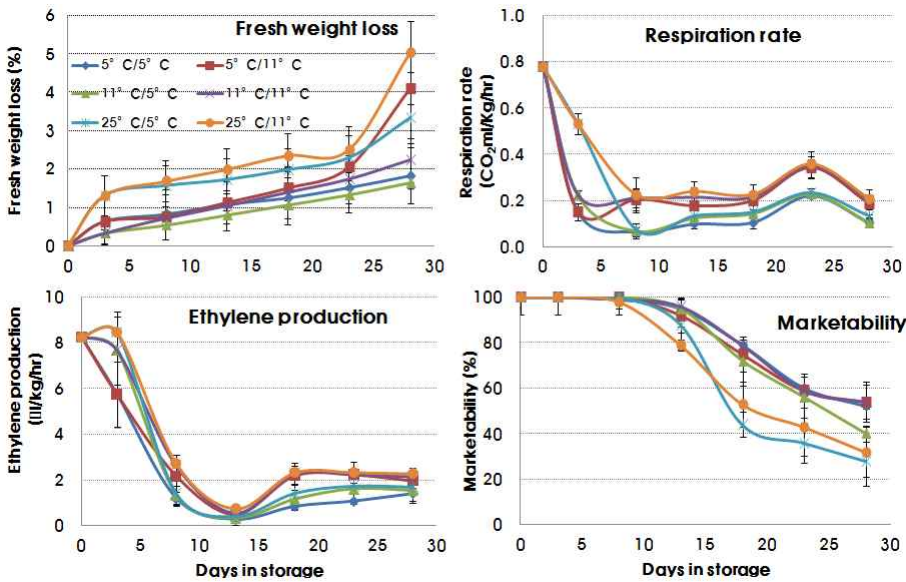 Fresh weight loss
Fresh weight loss (%)
6
5
4
3
2
1
0
5° C/5° C
5° C/11° C
11° C/5° C
11° C/11° C
25° C/5° C
25° C/11° C
0 5 10 15 20 25 30
Respiration rate
Respiration rate
(CO₂ml/Kg/hr)
1.0
0.8
0.6
0.4
0.2
0.0
0 5 10 15 20 25 30
Ethylene production
Ethylene production
(lll/kg/hr)
10
8
6
4
2
0
0 5 10 15 20 25 30
Days in storage
Marketability
Marketability (%)
100
80
60
40
20
0
0 5 10 15 20 25 30
Days in storage